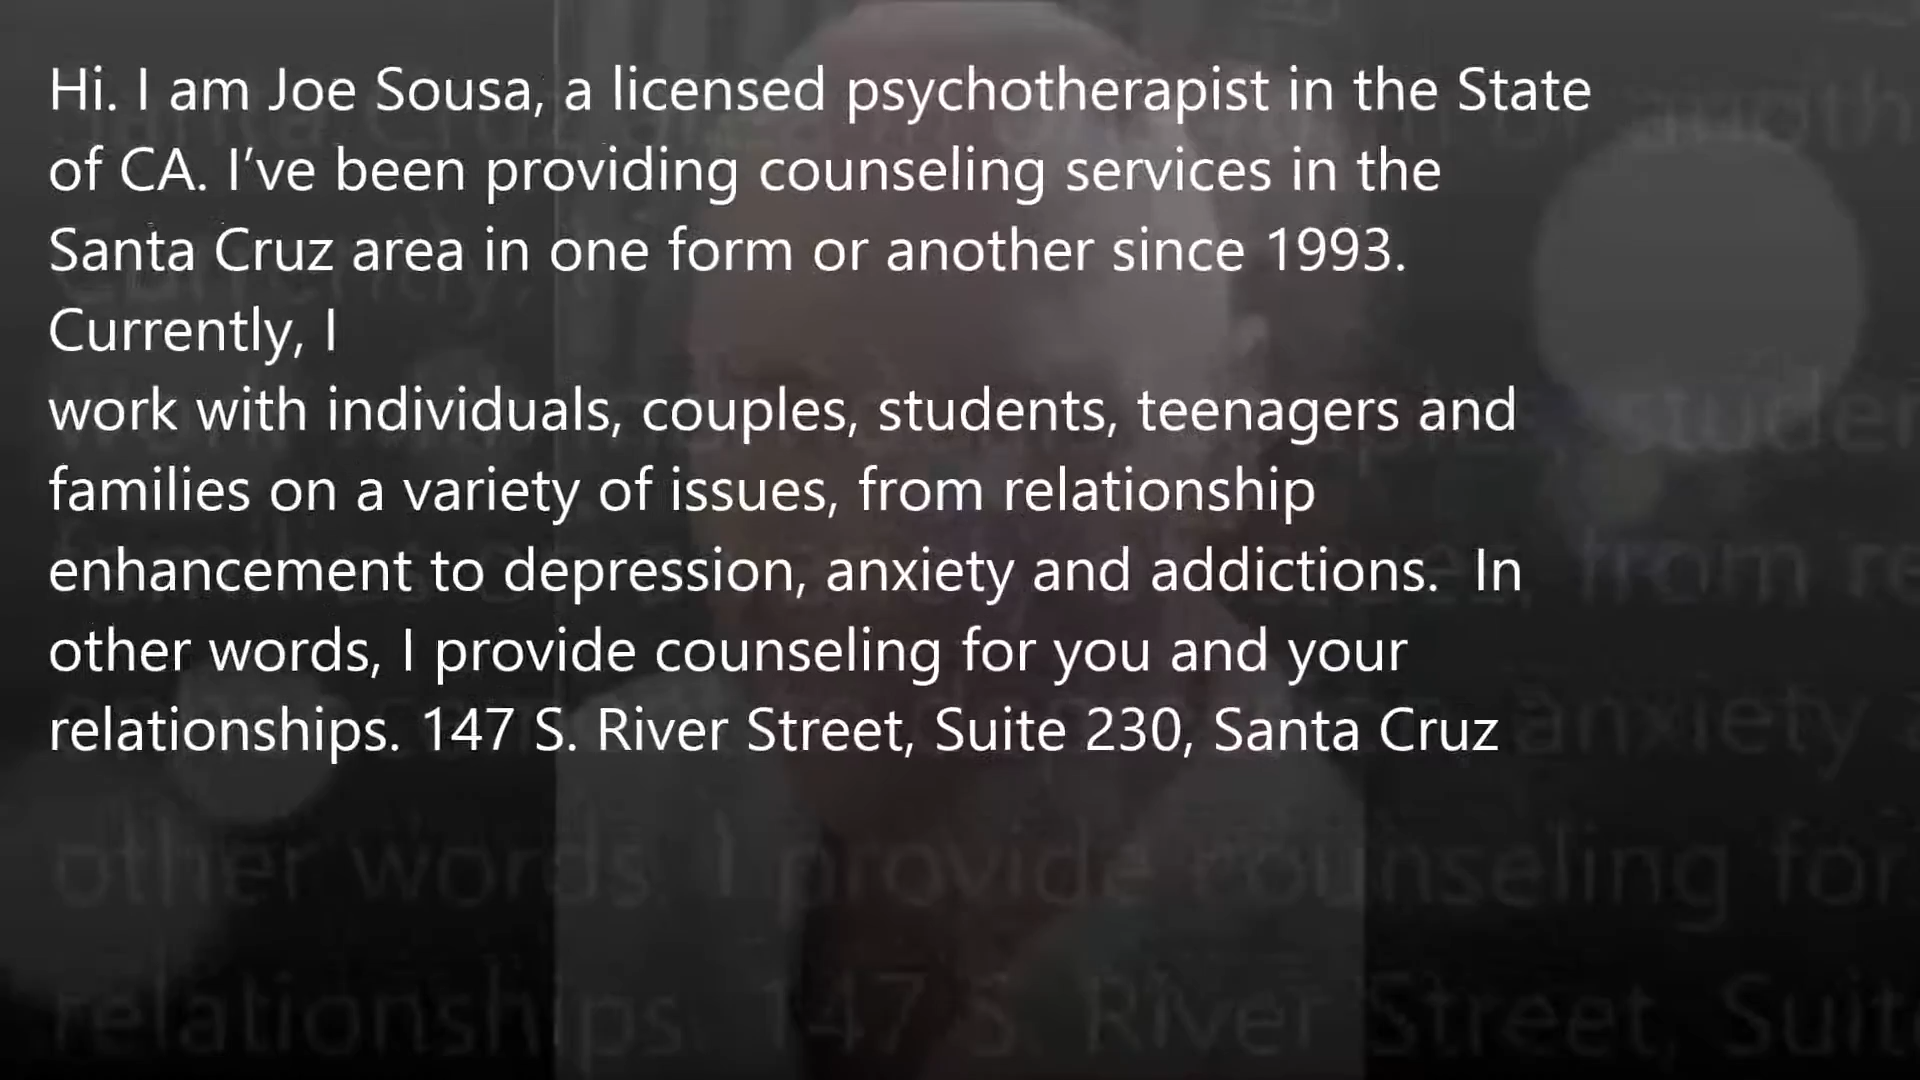 Hi. I am Joe Sousa, a licensed psychotherapist in the State
of CA. I’ve been providing counseling services in the
Santa Cruz area in one form or another since 1993.
Currently, I
work with individuals, couples, students, teenagers and
families on a variety of issues, from relationship
enhancement to depression, anxiety and addictions.  In
other words, I provide counseling for you and your
relationships. 147 S. River Street, Suite 230, Santa Cruz